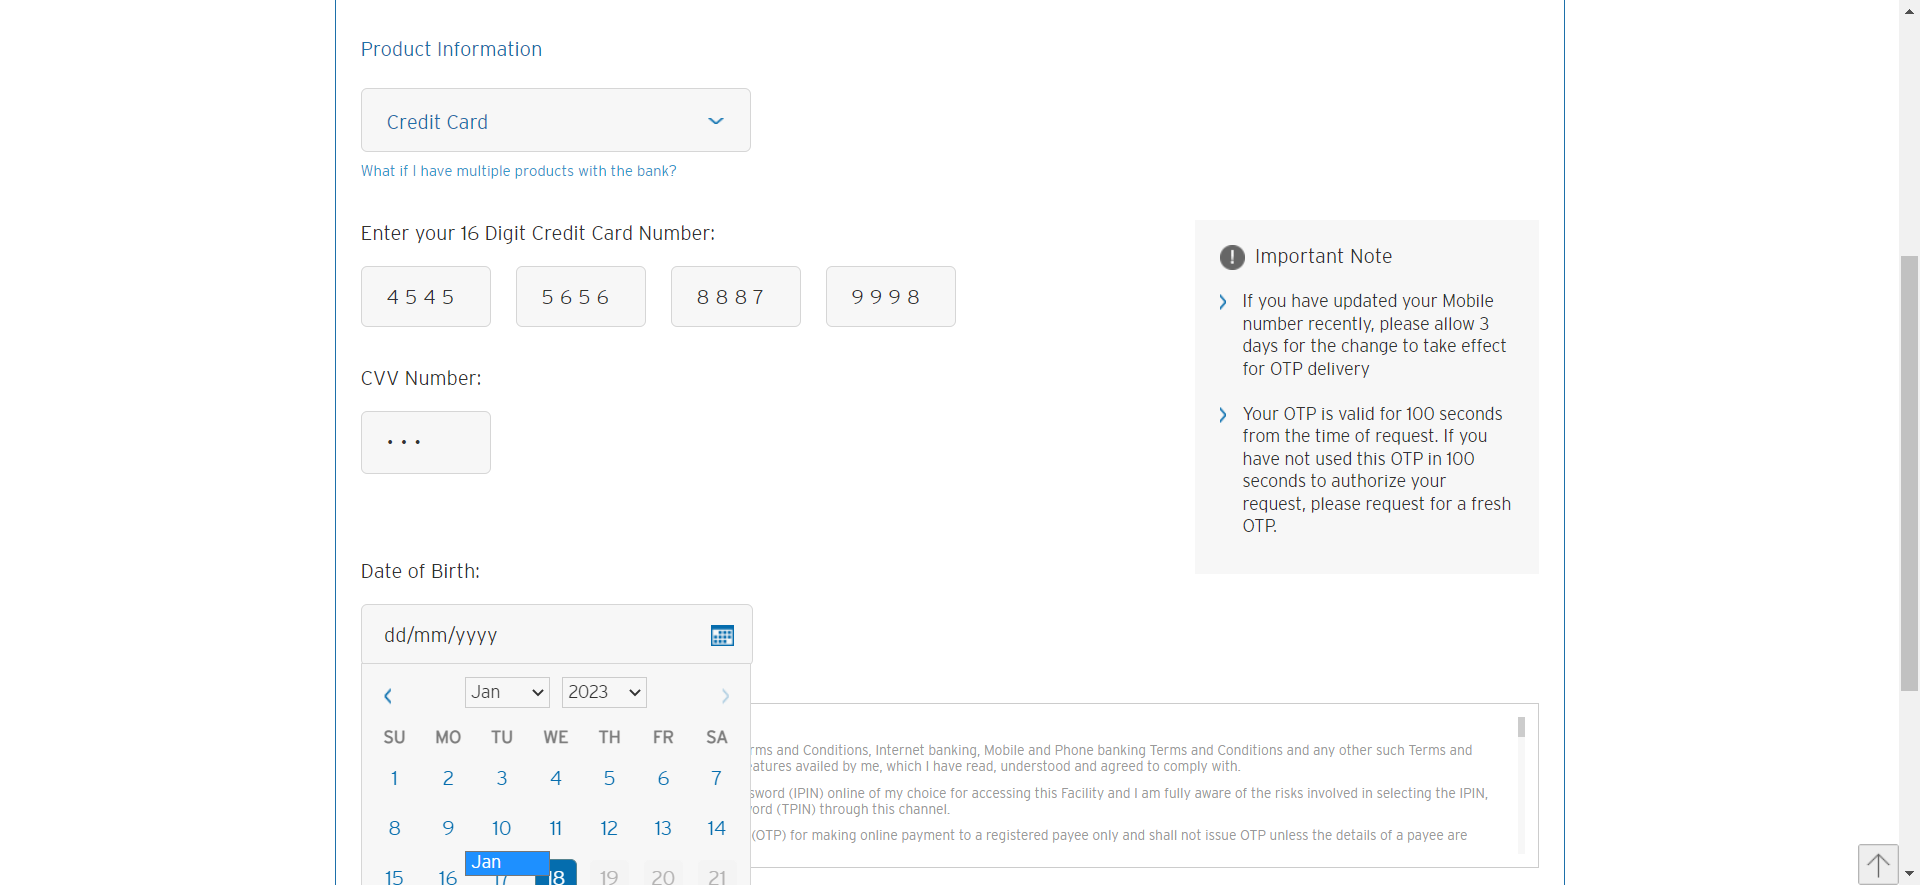 Product Information
Credit Card
What if I have multiple products with the bank?
Enter your 16 Digit Credit Card Number:
4545 5656 8887 9998
CVV Number:
Date of Birth:
dd/mm/yyyy
Jan 2023
SU MO TU WE TH FR SA
1 2 3 4 5 6 7
8 9 10 11 12 13 14
Jan
15 16 17 18 19 20 21
Important Note
If you have updated your Mobile
number recently, please allow 3
days for the change to take effect
for OTP delivery
Your OTP is valid for 100 seconds
from the time of request. If you
have not used this OTP in 100
seconds to authorize your
request, please request for a fresh
OTP.
rms and Conditions, Internet banking, Mobile and Phone banking Terms and Conditions and any other such Terms and
eatures availed by me, which I have read, understood and agreed to comply with.
sword (IPIN) online of my choice for accessing this Facility and I am fully aware of the risks involved in selecting the IPIN,
ord (TPIN) through this channel.
(OTP) for making online payment to a registered payee only and shall not issue OTP unless the details of a payee are